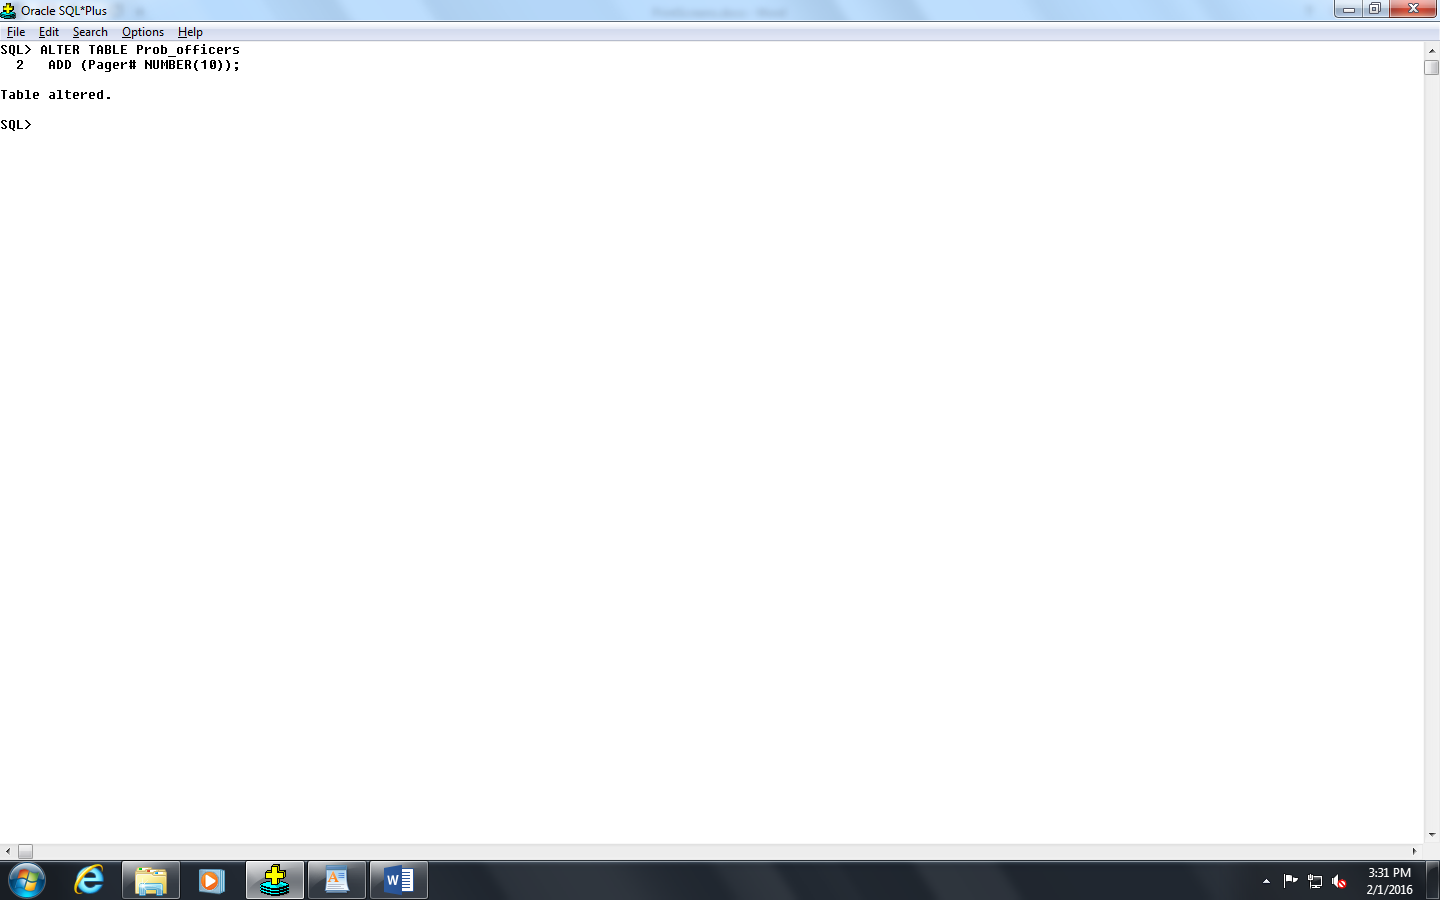 Oracle SQL*Plus
File Edit Search Options Help
SQL> ALTER TABLE Prob_officers
  2   ADD (Pager# NUMBER(10));
Table altered.
SQL>
3:31 PM
2/1/2016